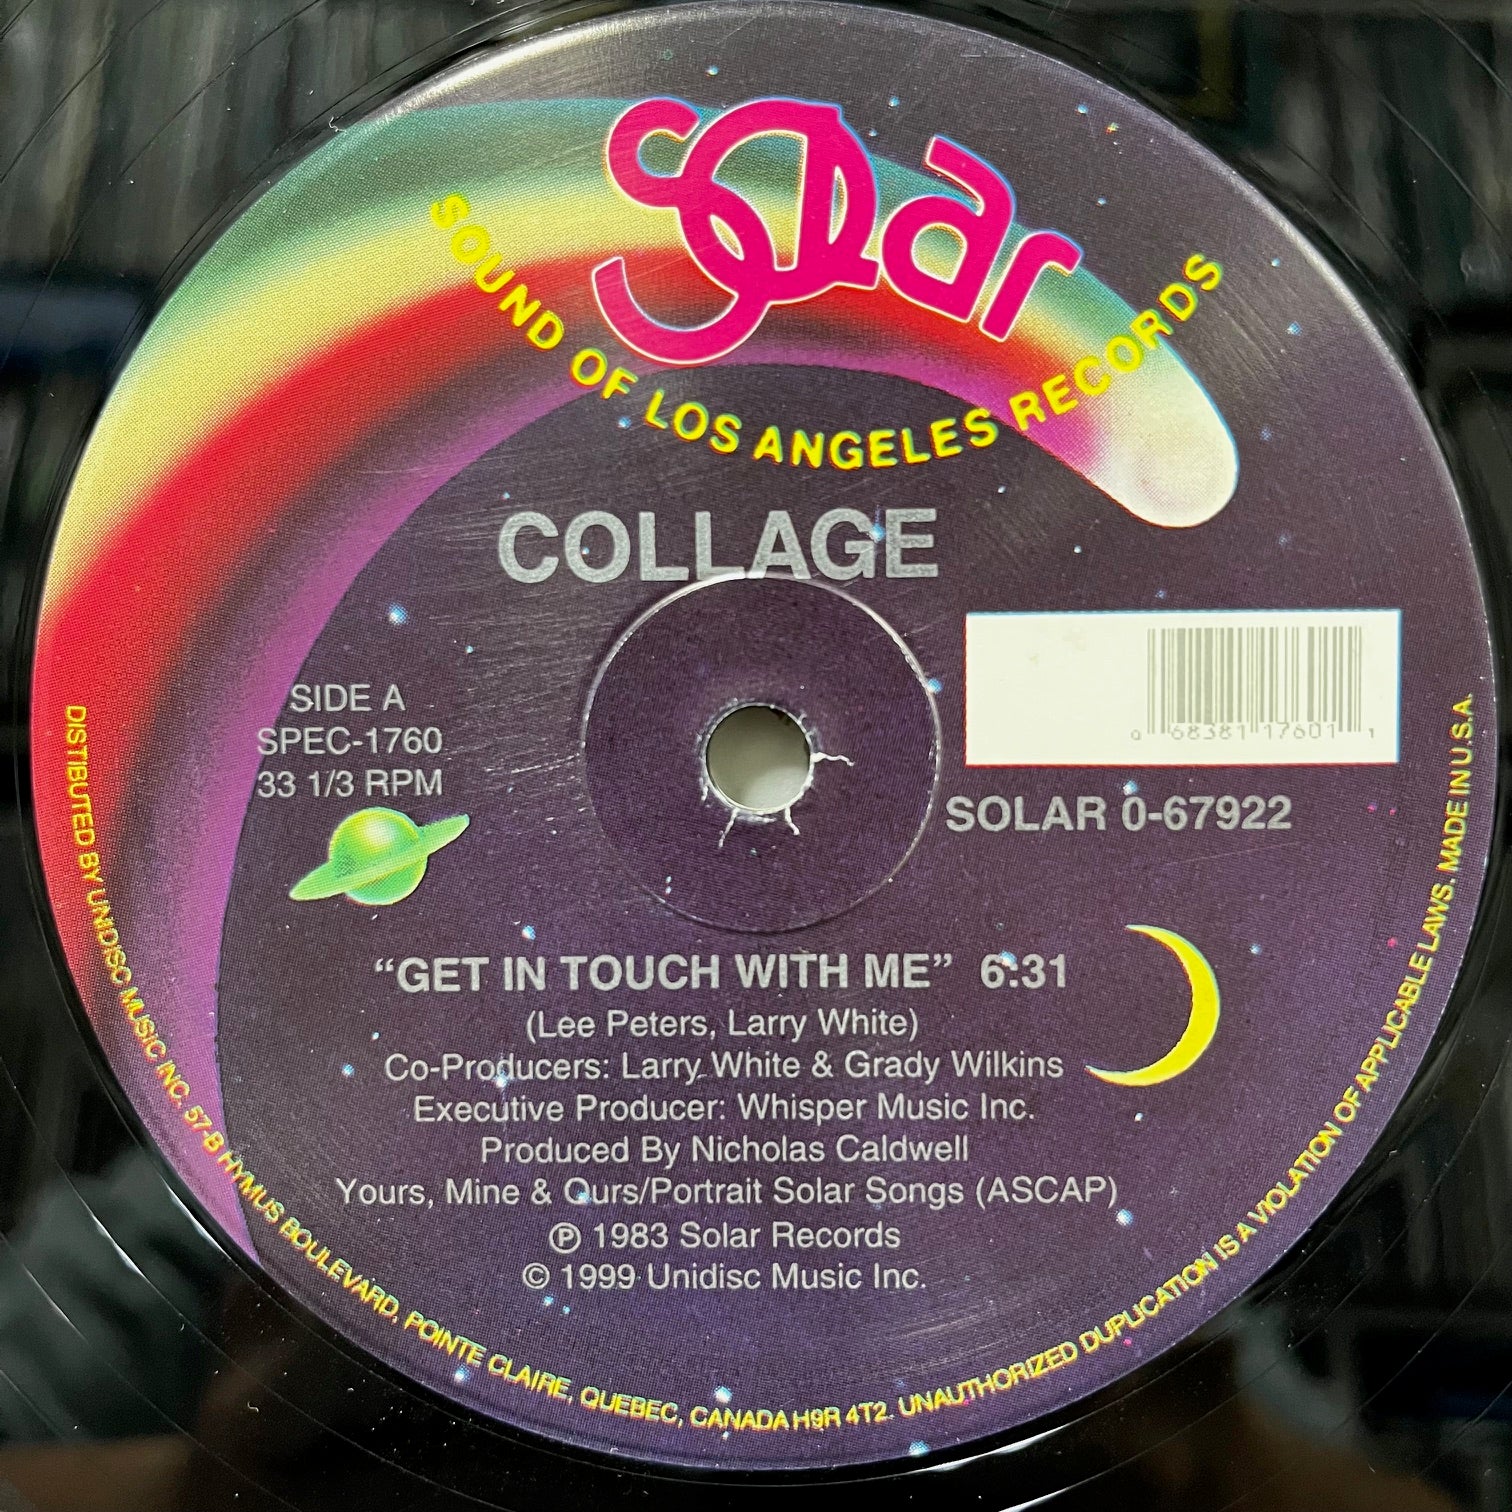 SOLAR
SOUND OF LOS ANGELES RECORDS
COLLAGE
SIDE A
SPEC-1760
33 1/3 RPM
0 68381 17601 1
SOLAR 0-67922
“GET IN TOUCH WITH ME” 6:31
(Lee Peters, Larry White)
Co-Producers: Larry White & Grady Wilkins
Executive Producer: Whisper Music Inc.
Produced By Nicholas Caldwell
Yours, Mine & Ours/Portrait Solar Songs (ASCAP)
℗ 1983 Solar Records
© 1999 Unidisc Music Inc.
DISTIBUTED BY UNIDISC MUSIC INC. 57-B HYMUS BOULEVARD, POINTE CLAIRE, QUEBEC, CANADA H9R 4T2. UNAUTHORIZED DUPLICATION IS A VIOLATION OF APPLICABLE LAWS. MADE IN U.S.A.